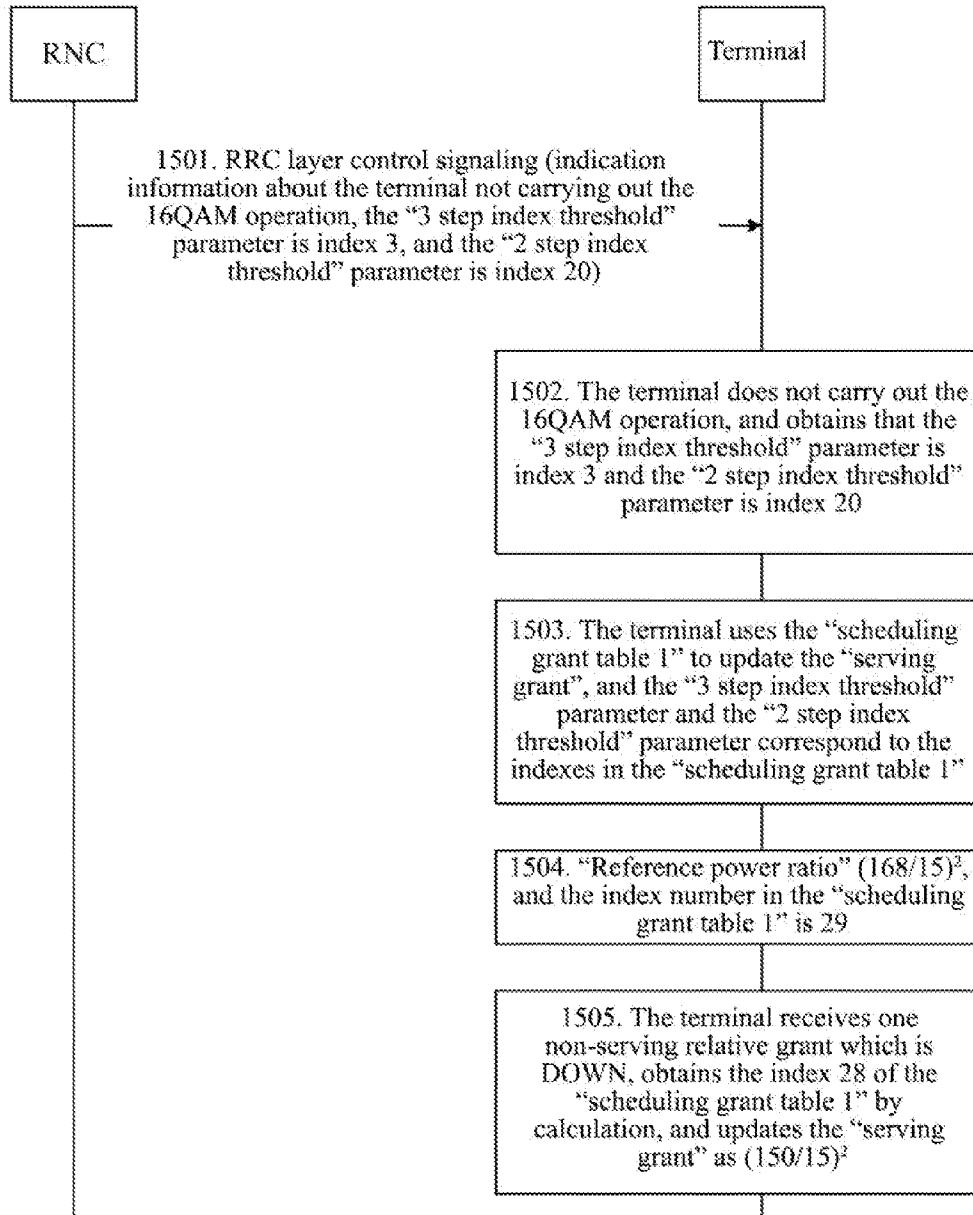 RNC
Terminal
1501. RRC layer control signaling (indication
information about the terminal not carrying out the
16QAM operation, the “3 step index threshold”
parameter is index 3, and the “2 step index
threshold” parameter is index 20)
1502. The terminal does not carry out the
16QAM operation, and obtains that the
“3 step index threshold” parameter is
index 3 and the “2 step index threshold”
parameter is index 20
1503. The terminal uses the “scheduling
grant table 1” to update the “serving
grant”, and the “3 step index threshold”
parameter and the “2 step index
threshold” parameter correspond to the
indexes in the “scheduling grant table 1”
1504. “Reference power ratio” (168/15)²,
and the index number in the “scheduling
grant table 1” is 29
1505. The terminal receives one
non-serving relative grant which is
DOWN, obtains the index 28 of the
“scheduling grant table 1” by
calculation, and updates the “serving
grant” as (150/15)²